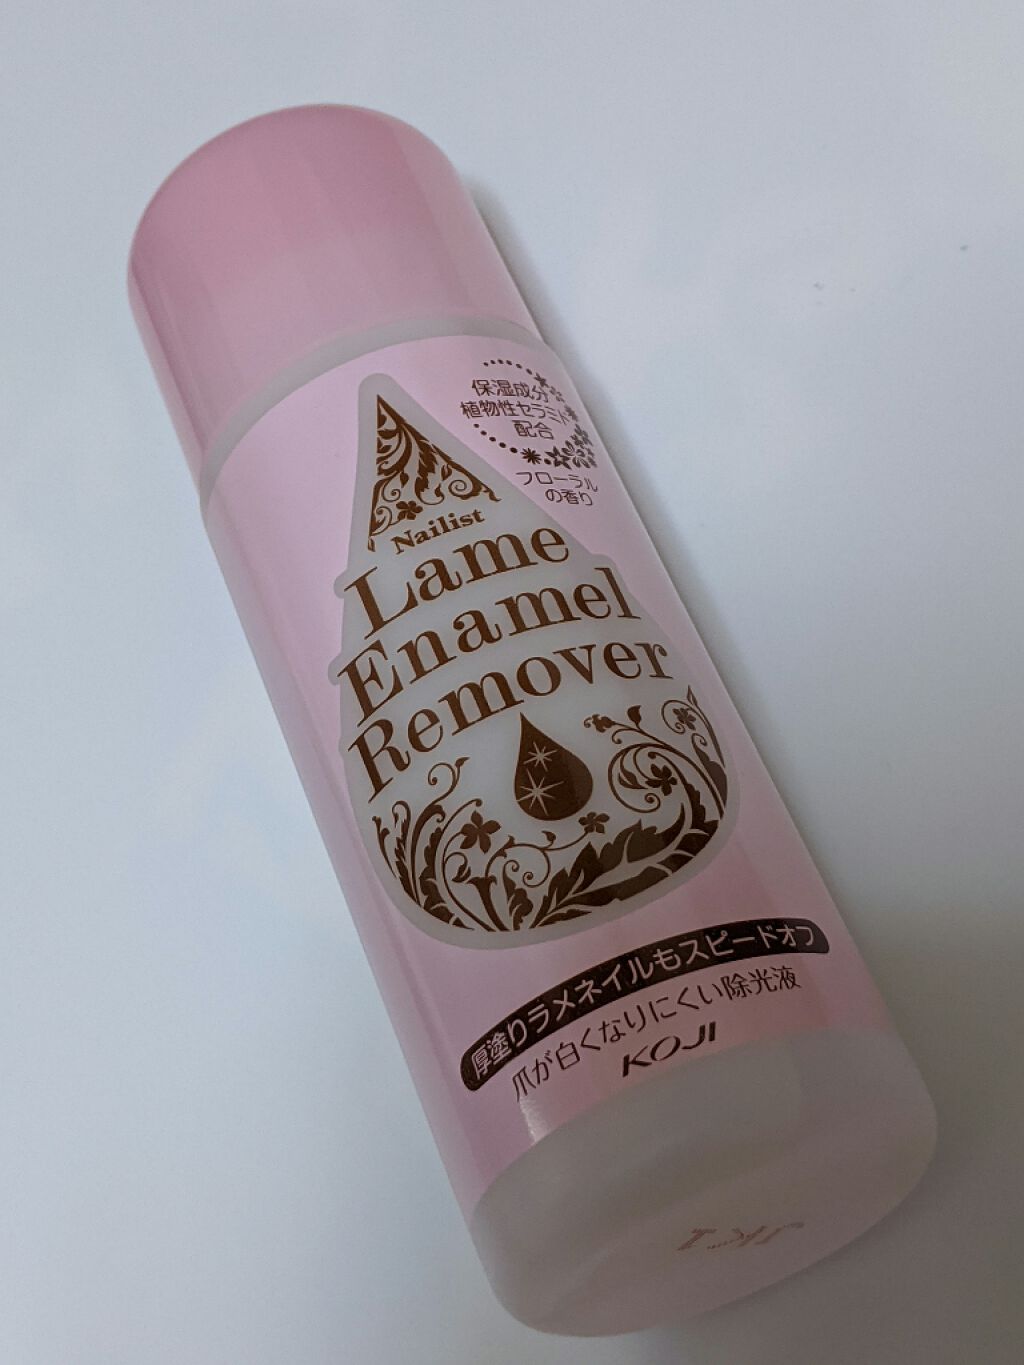 保湿成分
植物性セラミド
配合
フローラル
の香り
Nailist
Lame
Enamel
Remover
厚塗りラメネイルもスピードオフ
爪が白くなりにくい除光液
KOJI